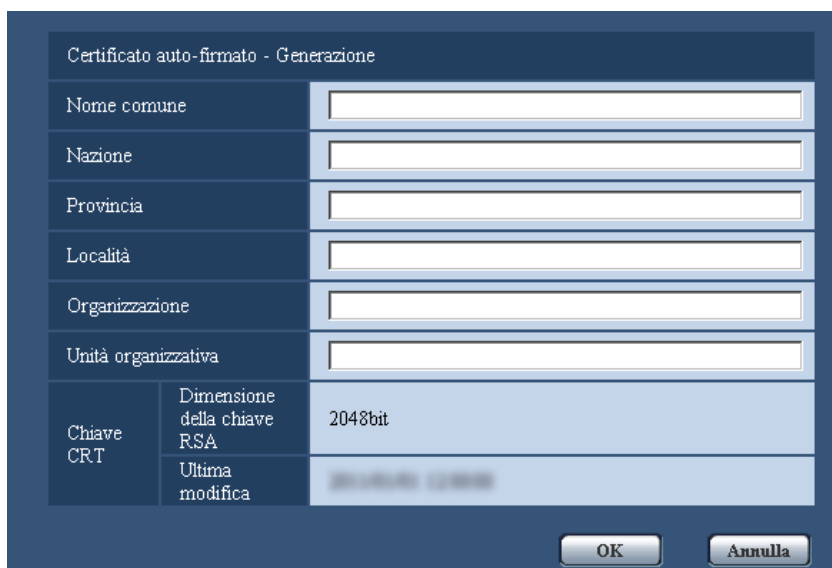 Certificato auto-firmato - Generazione
Nome comune
Nazione
Provincia
Località
Organizzazione
Unità organizzativa
Chiave CRT
Dimensione della chiave RSA
2048bit
Ultima modifica
OK
Annulla